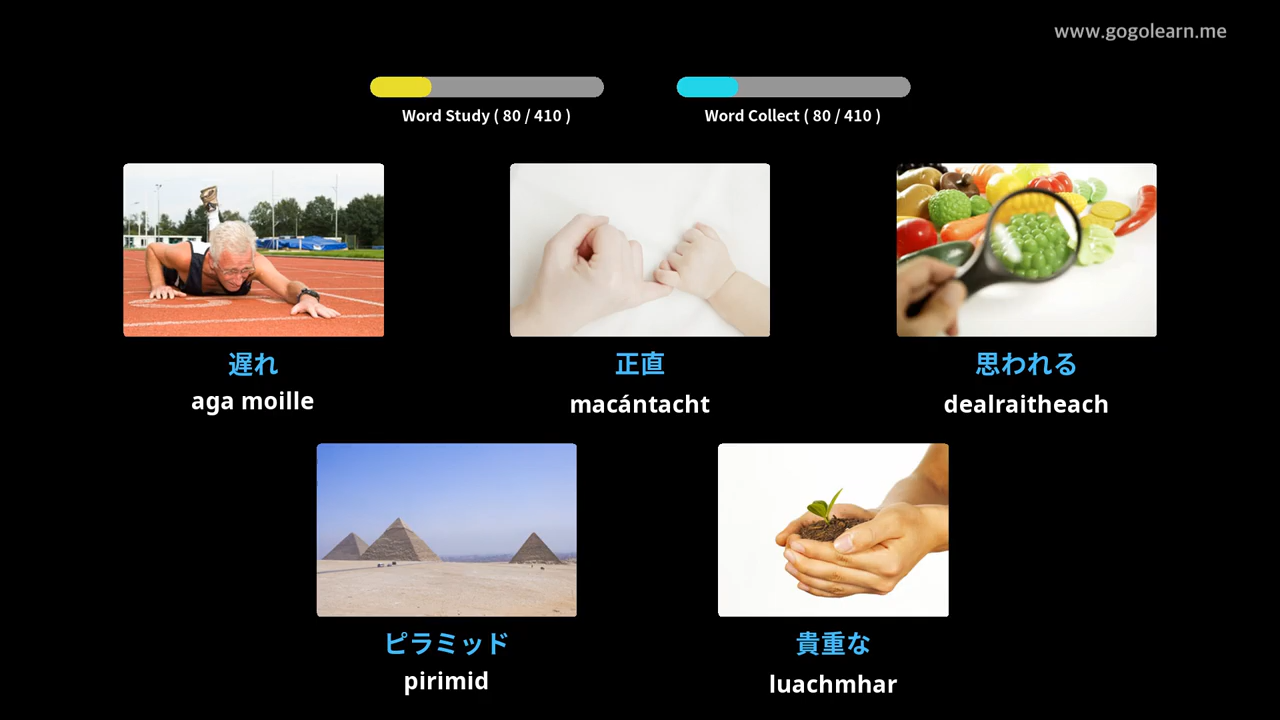 www.gogolearn.me
Word Study ( 80 / 410 )
Word Collect ( 80 / 410 )
遅れ
aga moille
正直
macántacht
思われる
dealraitheach
ピラミッド
pirimid
貴重な
luachmhar